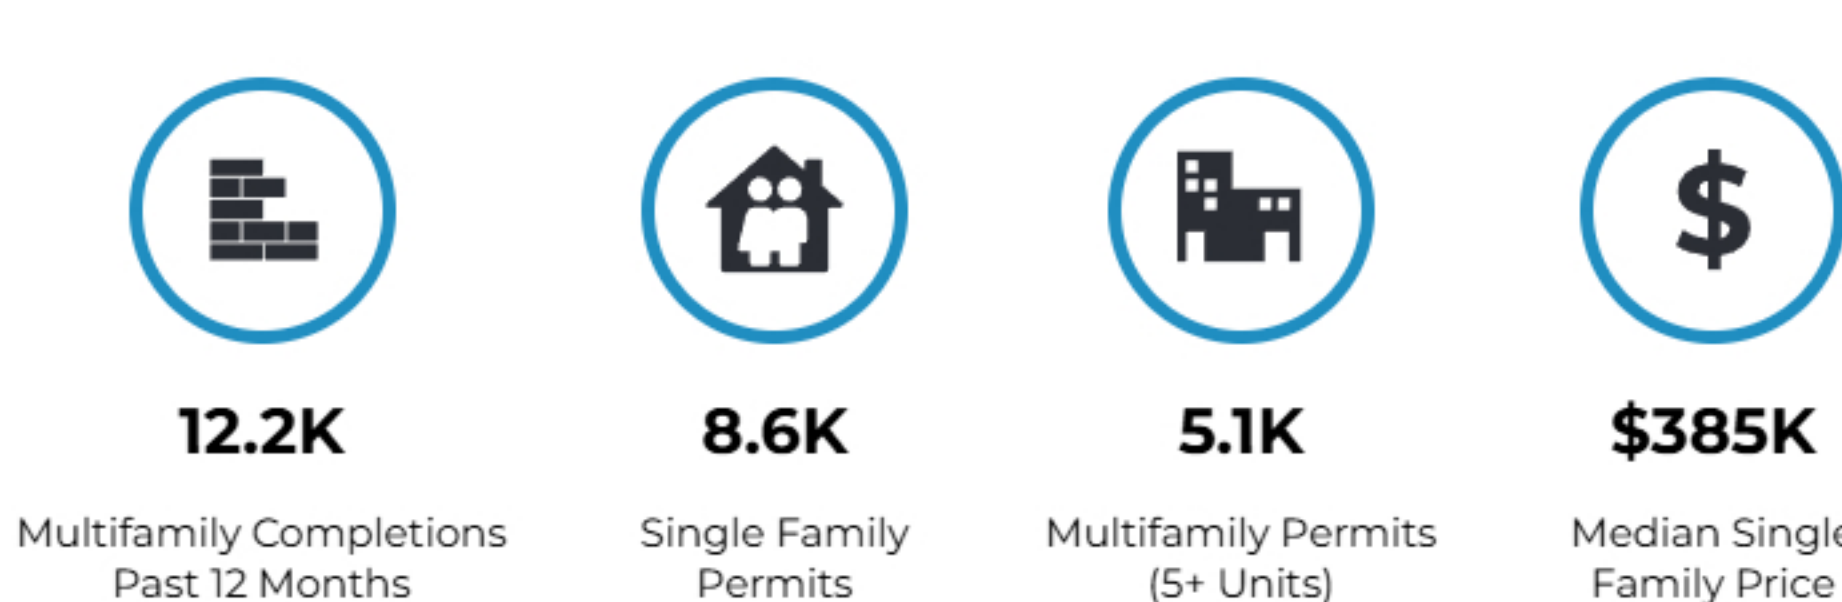 12.2K
Multifamily Completions
Past 12 Months
8.6K
Single Family
Permits
5.1K
Multifamily Permits
(5+ Units)
$
$385K
Median Single
Family Price